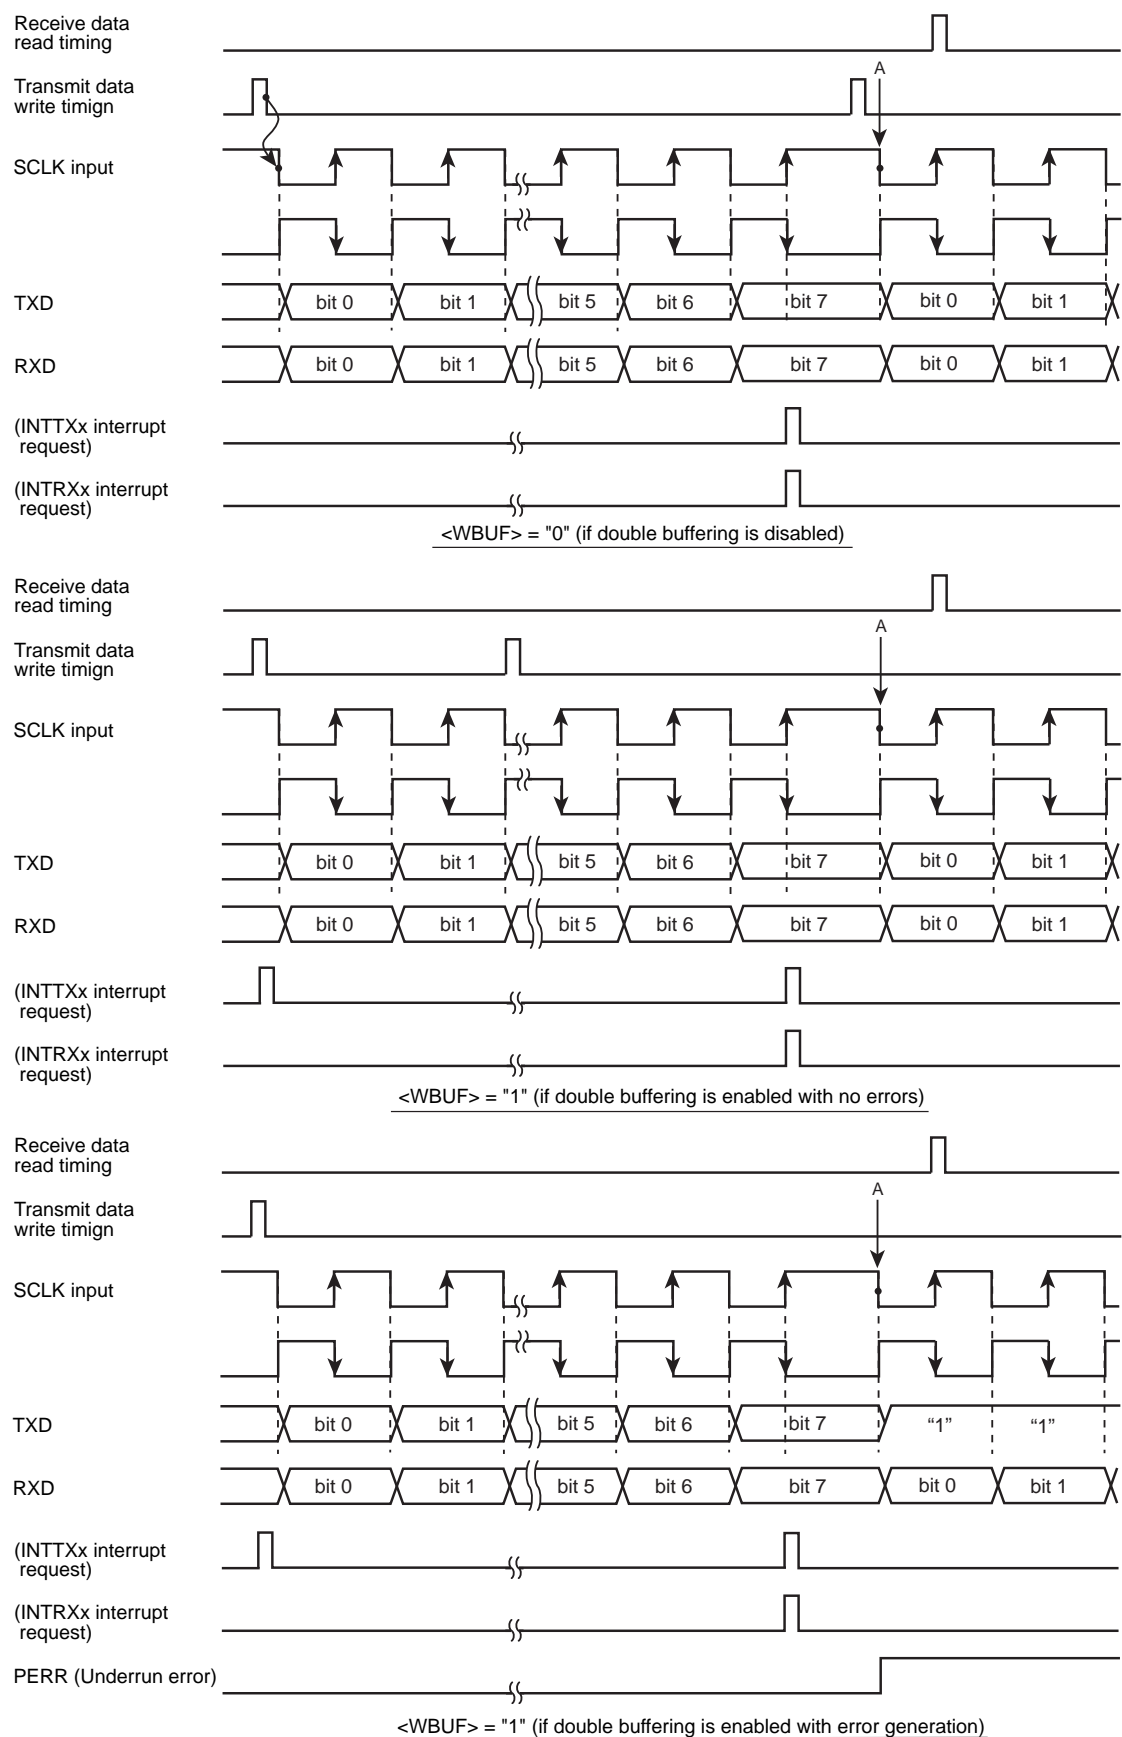 Receive data
read timing
Transmit data
write timign
A
SCLK input
TXD
bit 0 bit 1 bit 5 bit 6 bit 7 bit 0 bit 1
RXD
bit 0 bit 1 bit 5 bit 6 bit 7 bit 0 bit 1
(INTTXx interrupt
request)
(INTRXx interrupt
request)
<WBUF> = "0" (if double buffering is disabled)
Receive data
read timing
A
Transmit data
write timign
SCLK input
TXD
bit 0 bit 1 bit 5 bit 6 bit 7 bit 0 bit 1
RXD
bit 0 bit 1 bit 5 bit 6 bit 7 bit 0 bit 1
(INTTXx interrupt
request)
(INTRXx interrupt
request)
<WBUF> = "1" (if double buffering is enabled with no errors)
Receive data
read timing
A
Transmit data
write timign
SCLK input
TXD
bit 0 bit 1 bit 5 bit 6 bit 7 “1” “1”
RXD
bit 0 bit 1 bit 5 bit 6 bit 7 bit 0 bit 1
(INTTXx interrupt
request)
(INTRXx interrupt
request)
PERR (Underrun error)
<WBUF> = "1" (if double buffering is enabled with error generation)